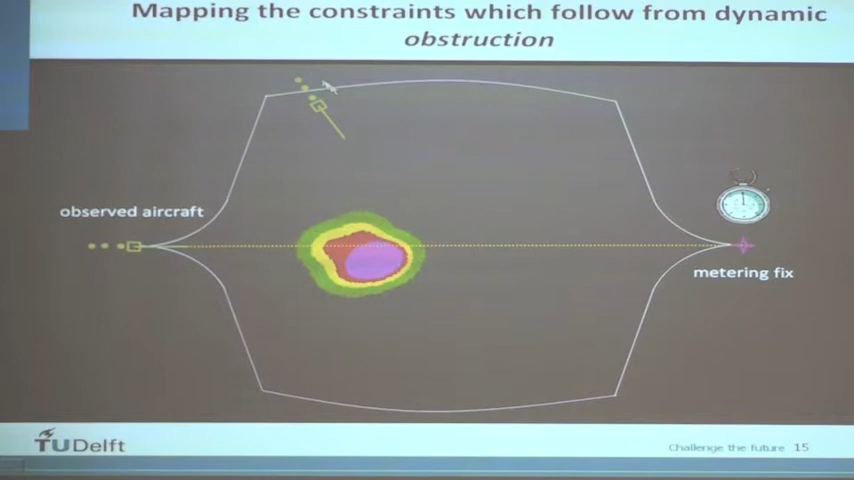 Mapping the constraints which follow from dynamic
obstruction
observed aircraft
metering fix
TUDelft
Challenge the future 15